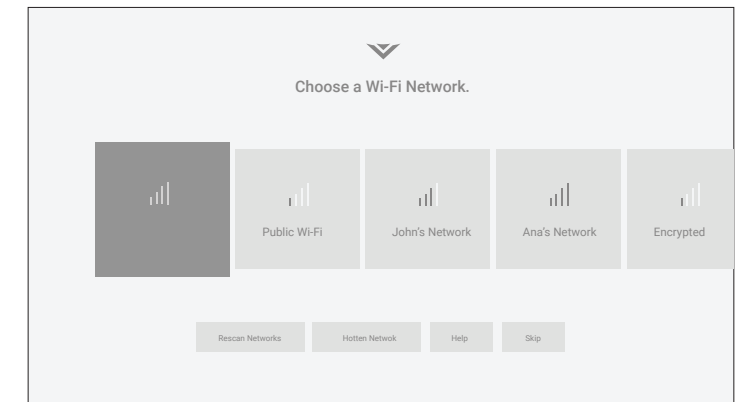 Choose a Wi-Fi Network.
Public Wi-Fi
John's Network
Ana's Network
Encrypted
Rescan Networks
Hotten Netwok
Help
Skip